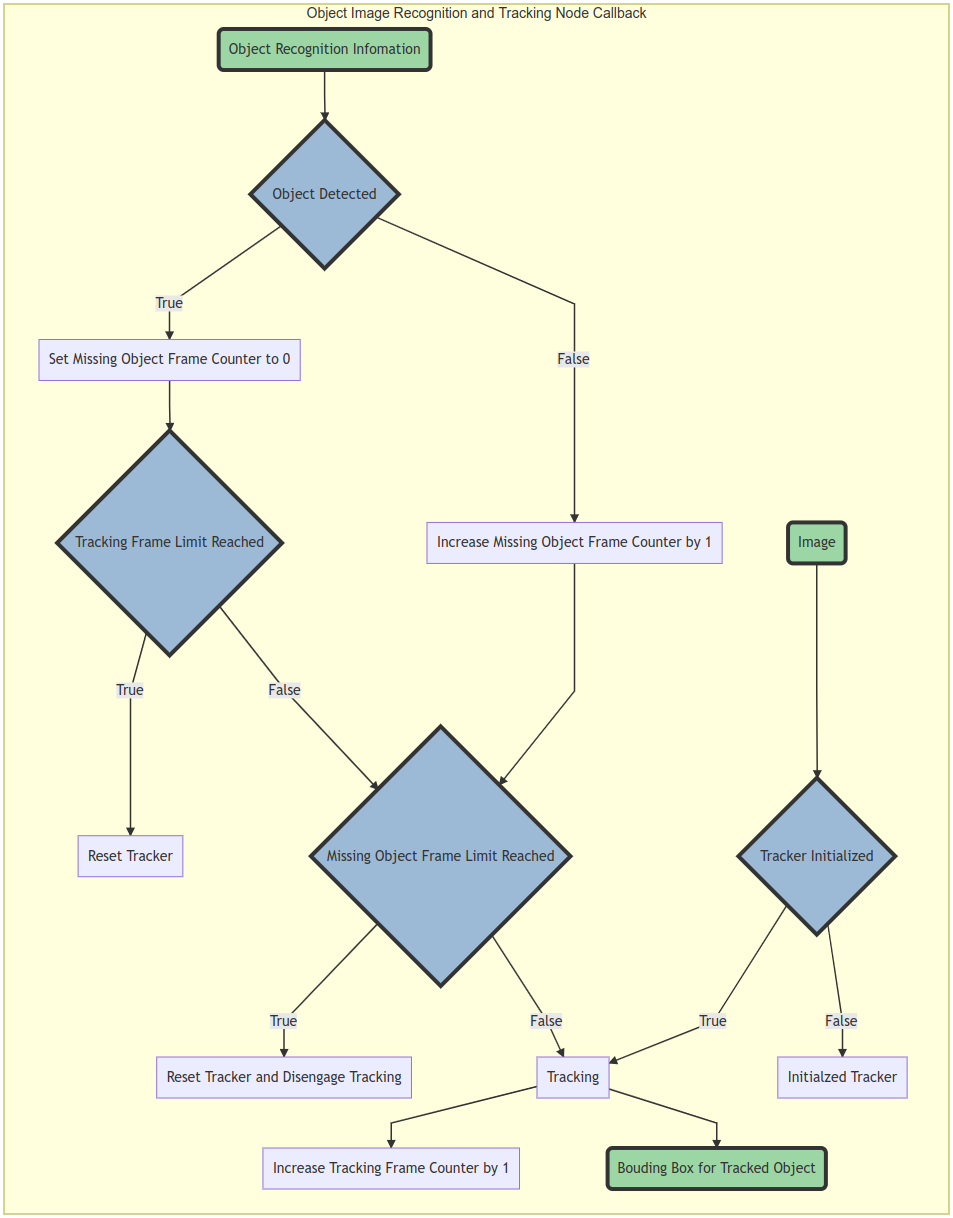 Object Image Recognition and Tracking Node Callback
Object Recognition Infomation
Object Detected
True
Set Missing Object Frame Counter to 0
False
Tracking Frame Limit Reached
Increase Missing Object Frame Counter by 1
Image
True
False
Reset Tracker
Missing Object Frame Limit Reached
Tracker Initialized
True
False
True
False
Reset Tracker and Disengage Tracking
Tracking
Initialzed Tracker
Increase Tracking Frame Counter by 1
Bouding Box for Tracked Object